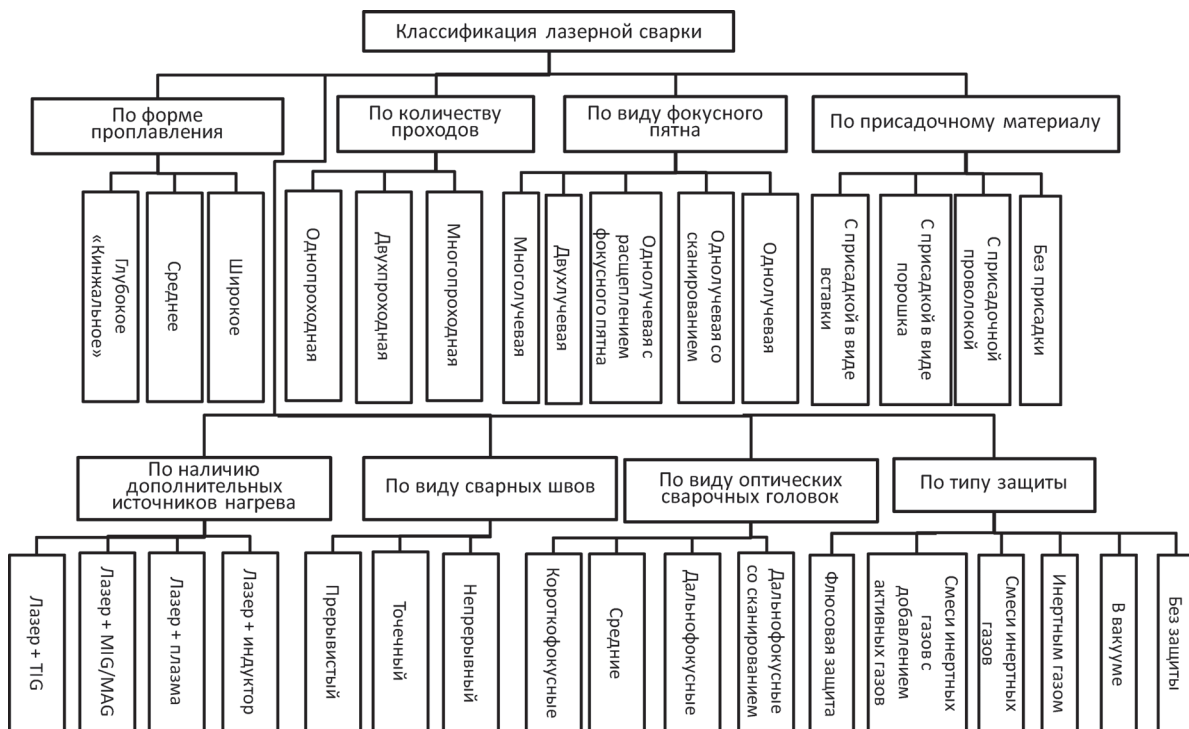 Классификация лазерной сварки
По форме
проплавления
По количеству
проходов
По виду фокусного
пятна
По присадочному материалу
Глубокое
«Кинжальное»
Среднее
Широкое
Однопроходная
Двухпроходная
Многопроходная
Многолучевая
Двухлучевая
Однолучевая с
расщеплением
фокусного пятна
Однолучевая со
сканированием
Однолучевая
С присадкой в виде
вставки
С присадкой в виде
порошка
С присадочной
проволокой
Без присадки
По наличию
дополнительных
источников нагрева
По виду сварных швов
По виду оптических
сварочных головок
По типу защиты
Лазер + TIG
Лазер + MIG/MAG
Лазер + плазма
Лазер + индуктор
Прерывистый
Точечный
Непрерывный
Короткофокусные
Средние
Дальнофокусные
Дальнофокусные
со сканированием
Флюсовая защита
Смеси инертных
газов с
добавлением
активных газов
Смеси инертных
газов
Инертным газом
В вакууме
Без защиты